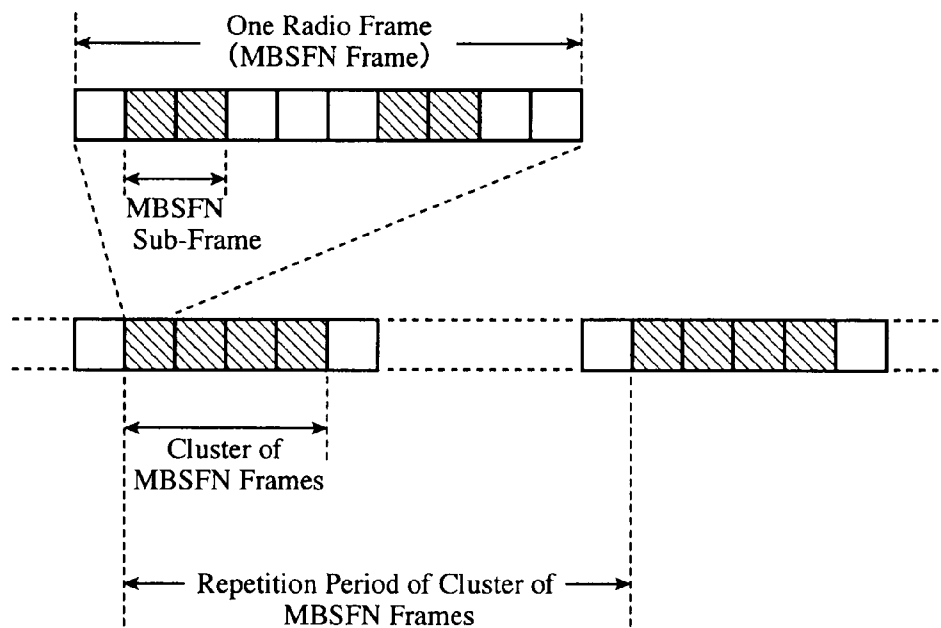 One Radio Frame
(MBSFN Frame)
MBSFN
Sub-Frame
Cluster of
MBSFN Frames
Repetition Period of Cluster of
MBSFN Frames